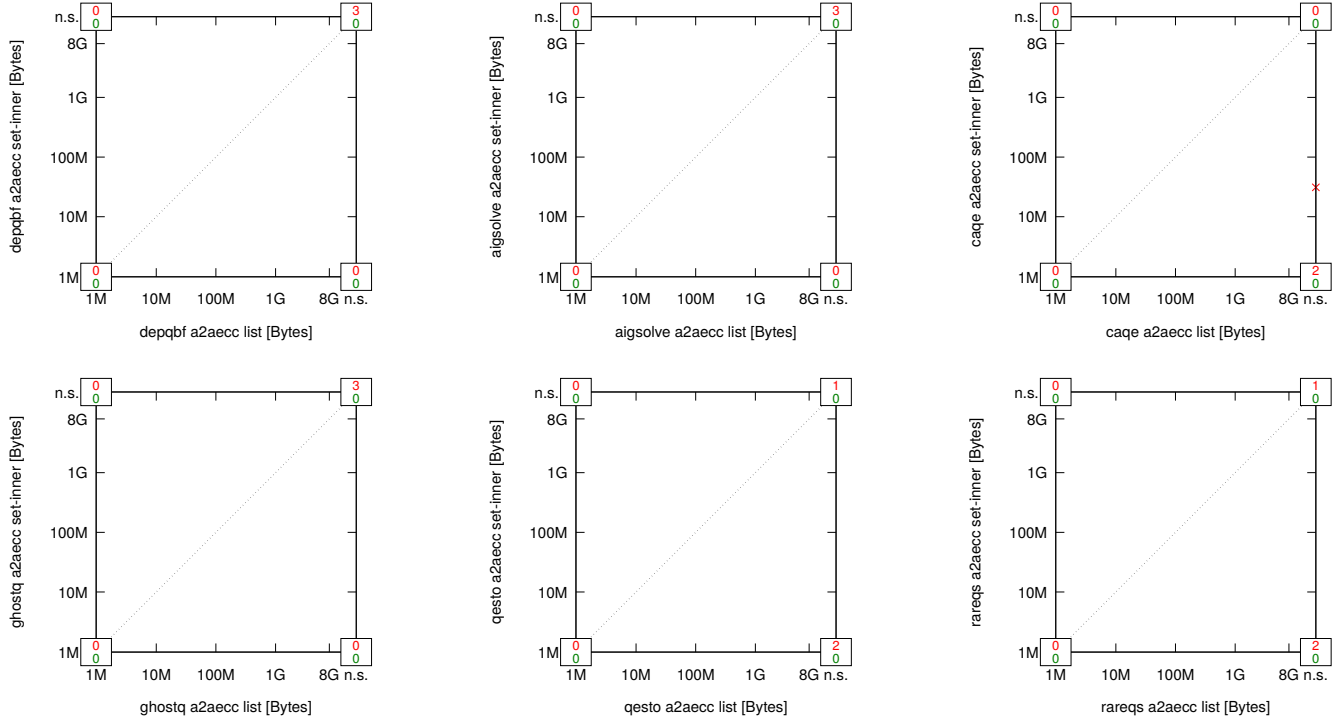 depqbf a2aecc set-inner [Bytes]
n.s.
8G
1G
100M
10M
1M
0
0
3
0
0
0
0
0
1M 10M 100M 1G 8G n.s.
depqbf a2aecc list [Bytes]
aigsolve a2aecc set-inner [Bytes]
n.s.
8G
1G
100M
10M
1M
0
0
3
0
0
0
0
0
1M 10M 100M 1G 8G n.s.
aigsolve a2aecc list [Bytes]
caqe a2aecc set-inner [Bytes]
n.s.
8G
1G
100M
10M
1M
0
0
0
0
0
0
2
0
1M 10M 100M 1G 8G n.s.
caqe a2aecc list [Bytes]
ghostq a2aecc set-inner [Bytes]
n.s.
8G
1G
100M
10M
1M
0
0
3
0
0
0
0
0
1M 10M 100M 1G 8G n.s.
ghostq a2aecc list [Bytes]
qesto a2aecc set-inner [Bytes]
n.s.
8G
1G
100M
10M
1M
0
0
1
0
0
0
2
0
1M 10M 100M 1G 8G n.s.
qesto a2aecc list [Bytes]
rareqs a2aecc set-inner [Bytes]
n.s.
8G
1G
100M
10M
1M
0
0
1
0
0
0
2
0
1M 10M 100M 1G 8G n.s.
rareqs a2aecc list [Bytes]